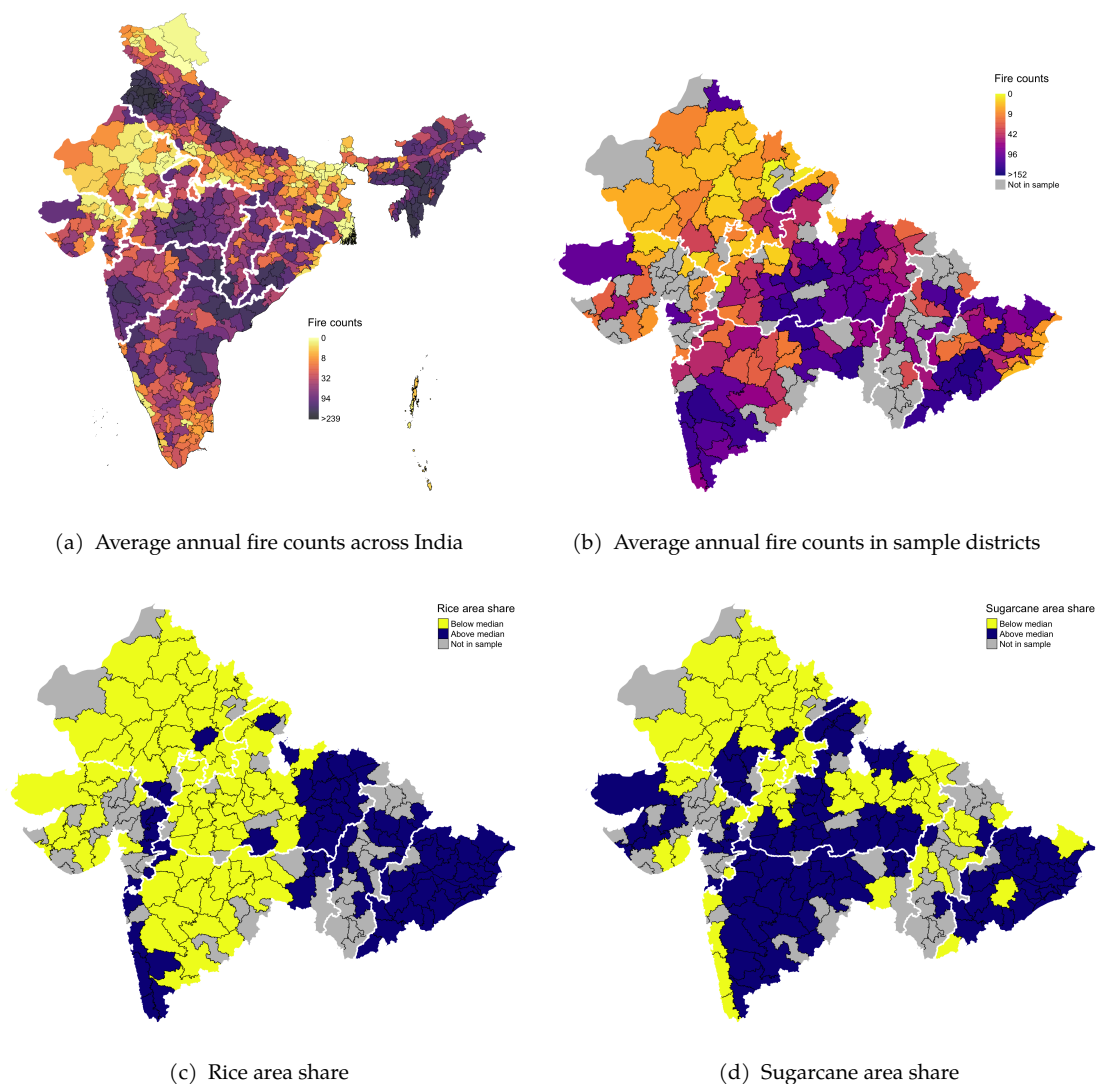 Fire counts
0
8
32
94
>239
(a) Average annual fire counts across India
Fire counts
0
9
42
96
>152
Not in sample
(b) Average annual fire counts in sample districts
Rice area share
Below median
Above median
Not in sample
(c) Rice area share
Sugarcane area share
Below median
Above median
Not in sample
(d) Sugarcane area share